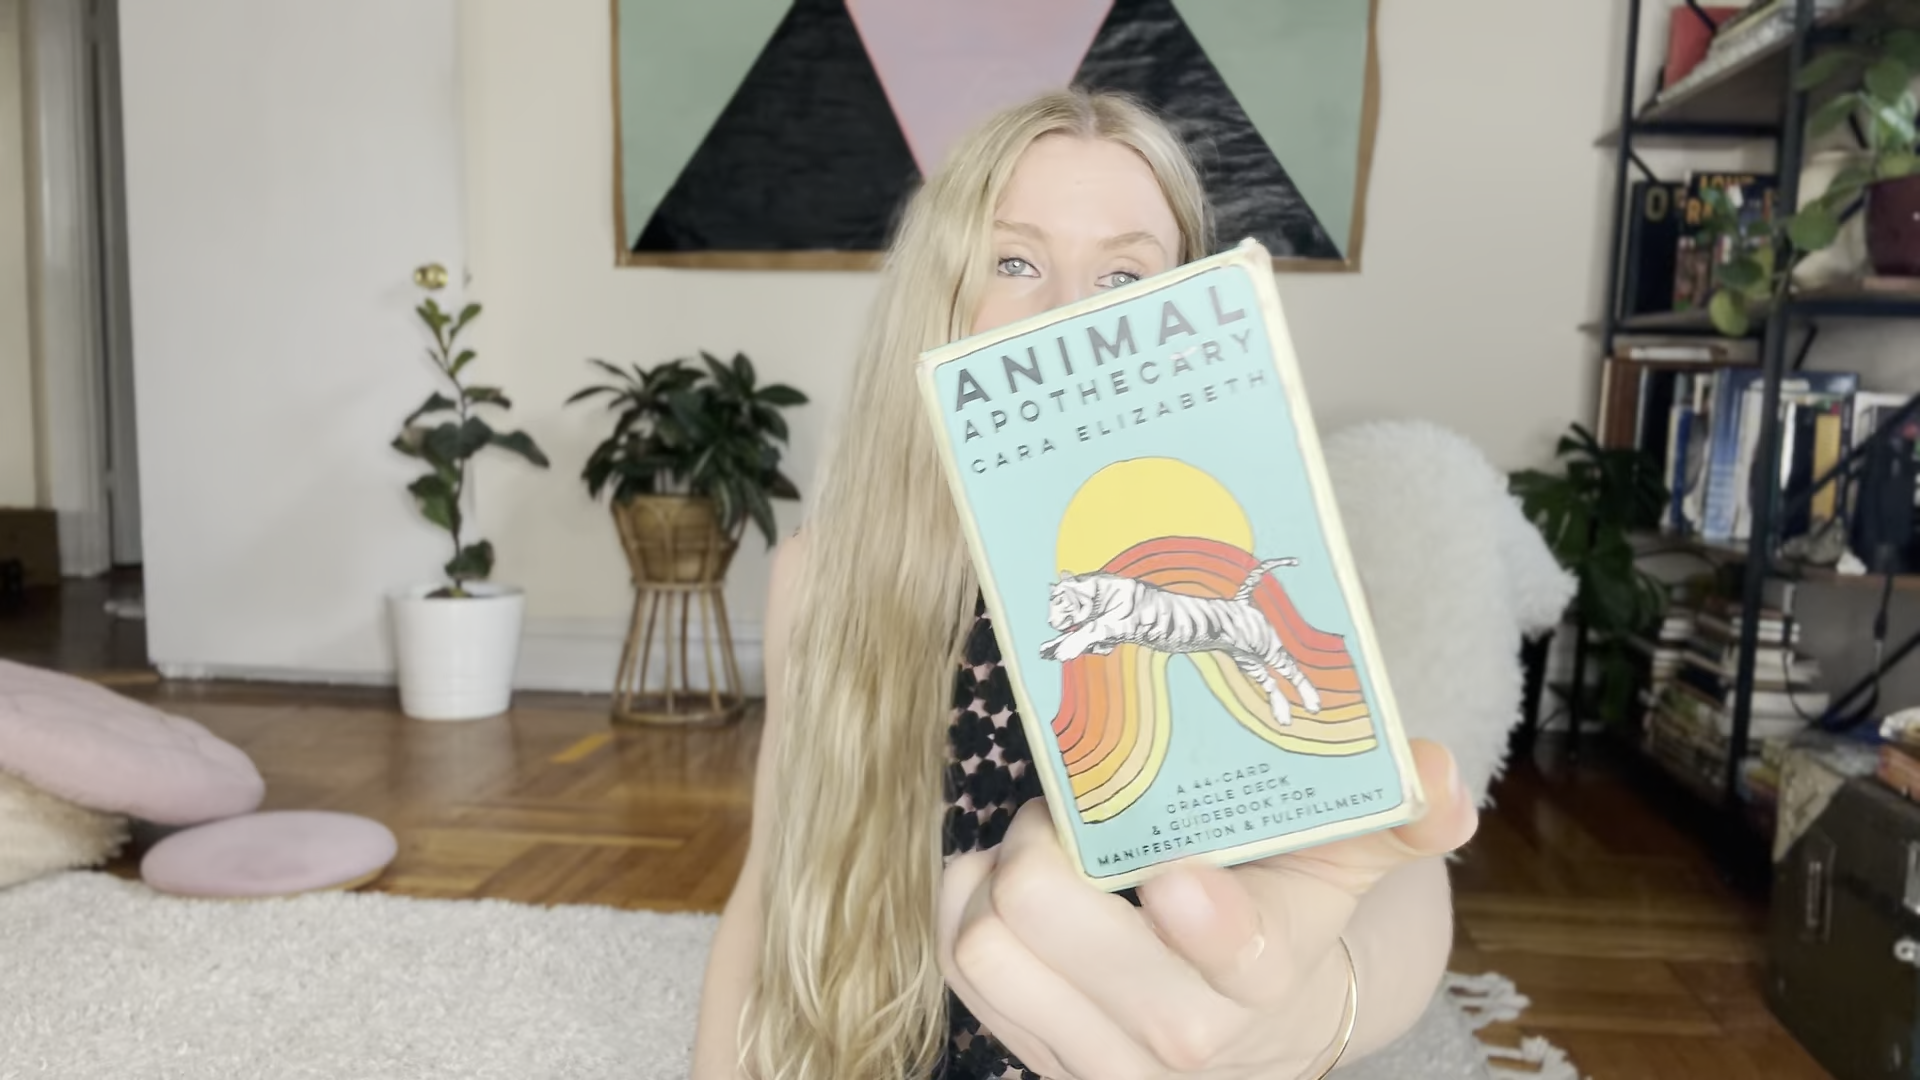 ANIMAL
APOTHECARY
CARA ELIZABETH
A 44-CARD
ORACLE DECK
& GUIDEBOOK FOR
MANIFESTATION & FULFILLMENT